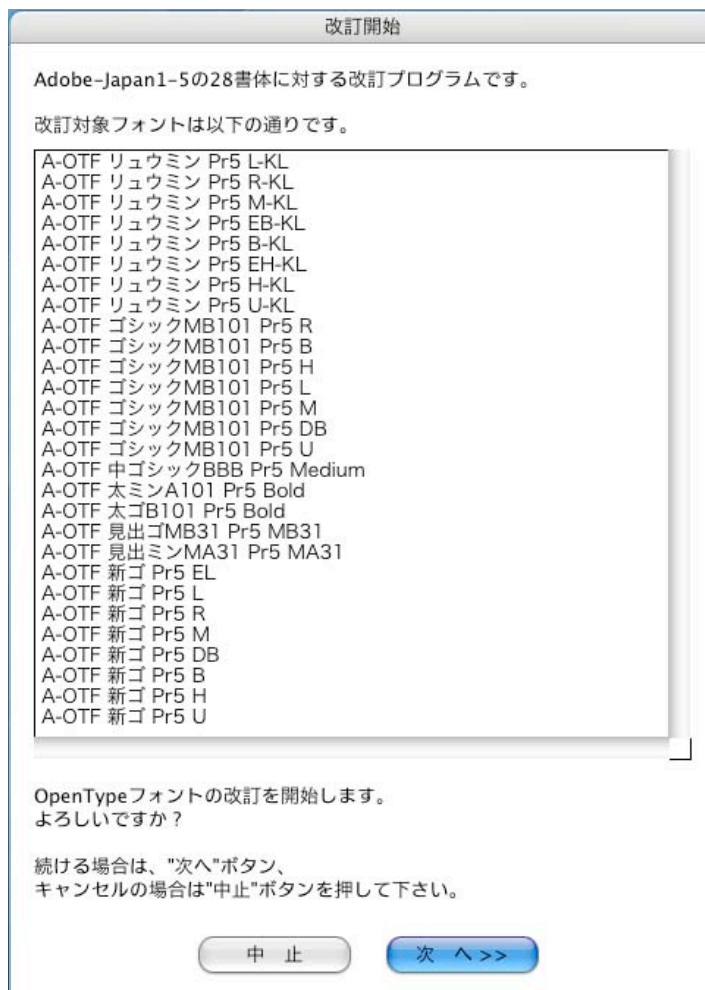 改訂開始
Adobe-Japan1-5の28書体に対する改訂プログラムです。
改訂対象フォントは以下の通りです。
A-OTF リュウミン Pr5 L-KL
A-OTF リュウミン Pr5 R-KL
A-OTF リュウミン Pr5 M-KL
A-OTF リュウミン Pr5 EB-KL
A-OTF リュウミン Pr5 B-KL
A-OTF リュウミン Pr5 EH-KL
A-OTF リュウミン Pr5 H-KL
A-OTF リュウミン Pr5 U-KL
A-OTF ゴシックMB101 Pr5 R
A-OTF ゴシックMB101 Pr5 B
A-OTF ゴシックMB101 Pr5 H
A-OTF ゴシックMB101 Pr5 L
A-OTF ゴシックMB101 Pr5 M
A-OTF ゴシックMB101 Pr5 DB
A-OTF ゴシックMB101 Pr5 U
A-OTF 中ゴシックBBB Pr5 Medium
A-OTF 太ミンA101 Pr5 Bold
A-OTF 太ゴB101 Pr5 Bold
A-OTF 見出ゴMB31 Pr5 MB31
A-OTF 見出ミンMA31 Pr5 MA31
A-OTF 新ゴ Pr5 EL
A-OTF 新ゴ Pr5 L
A-OTF 新ゴ Pr5 R
A-OTF 新ゴ Pr5 M
A-OTF 新ゴ Pr5 DB
A-OTF 新ゴ Pr5 B
A-OTF 新ゴ Pr5 H
A-OTF 新ゴ Pr5 U
OpenTypeフォントの改訂を開始します。
よろしいですか？
続ける場合は、"次へ"ボタン、
キャンセルの場合は"中止"ボタンを押して下さい。
中 止
次 へ>>